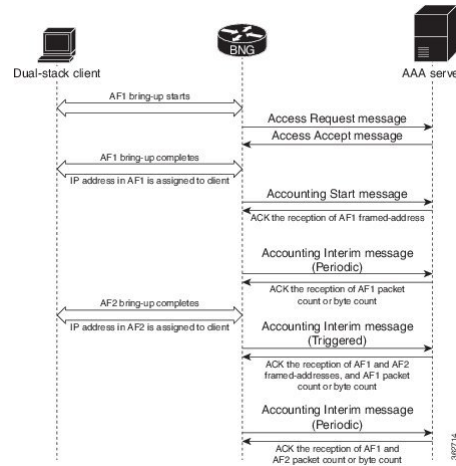 BNG
Dual-stack client
AAA server
AF1 bring-up starts
Access Request message
Access Accept message
AF1 bring-up completes
IP address in AF1 is assigned to client
Accounting Start message
ACK the reception of AF1 framed-address
Accounting Interim message
(Periodic)
ACK the reception of AF1 packet
count or byte count
AF2 bring-up completes
IP address in AF2 is assigned to client
Accounting Interim message
(Triggered)
ACK the reception of AF1 and AF2
framed-addresses, and AF1 packet
count or byte count
Accounting Interim message
(Periodic)
ACK the reception of AF1 and
AF2 packet count or byte count
362714